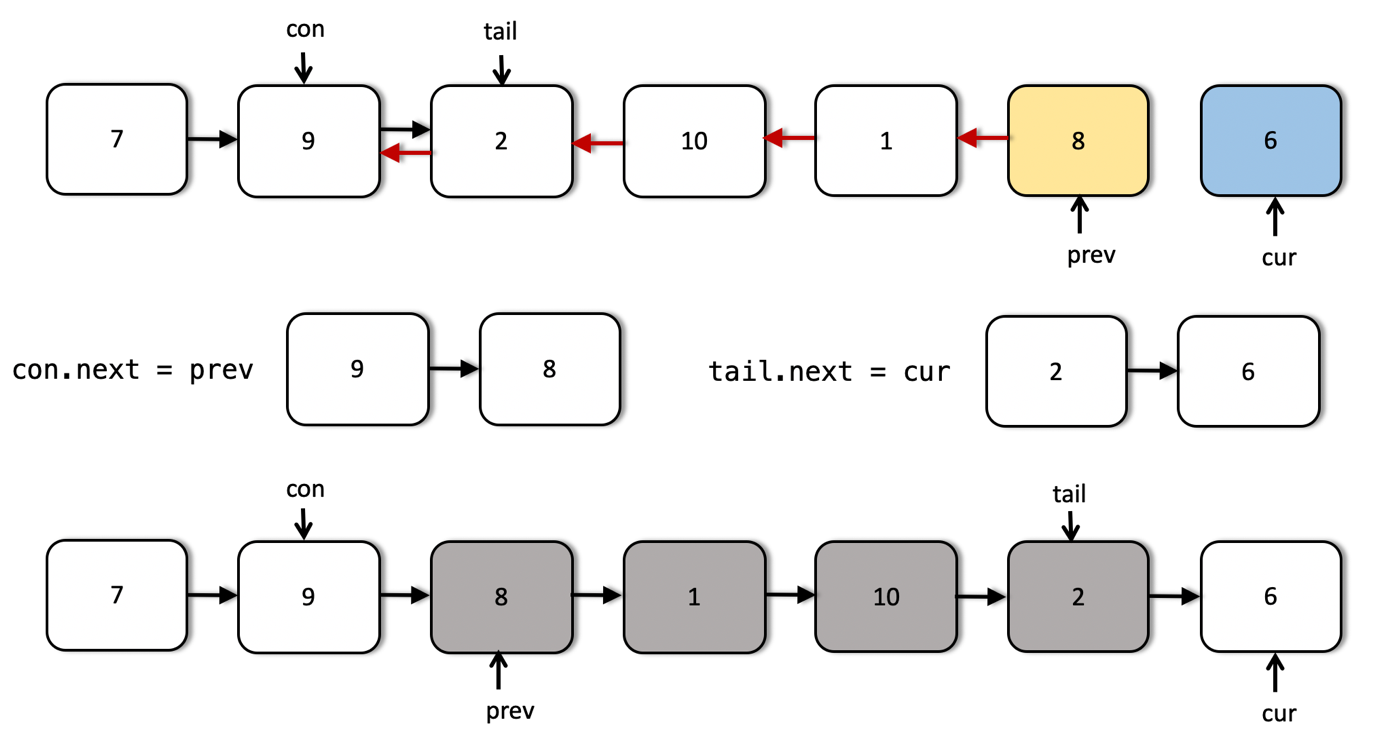 con tail
7 9 2 10 1 8 6
prev cur
con.next = prev 9 8 tail.next = cur 2 6
con tail
7 9 8 1 10 2 6
prev cur